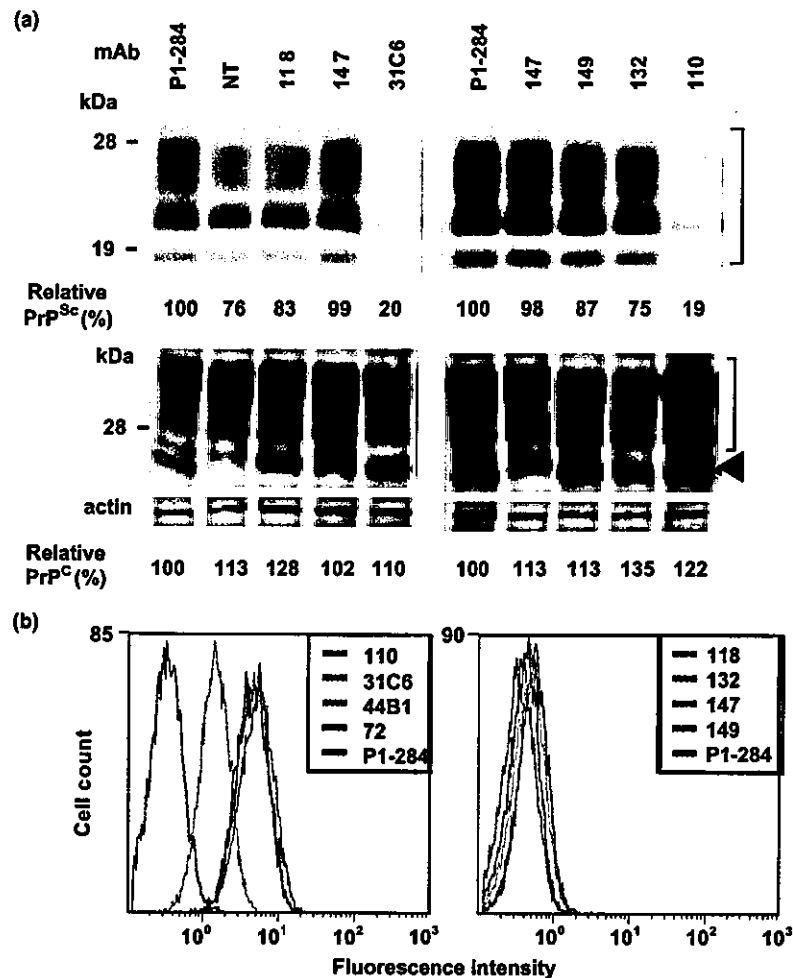 (a)
mAb P1-284 NT 11 8 14 7 31C6 P1-284 147 149 132 110
kDa
28
19
Relative
PrP^Sc (%) 100 76 83 99 20 100 98 87 75 19
kDa
28
actin
Relative
PrP^C (%) 100 113 128 102 110 100 113 113 135 122
(b)
85
110
31C6
44B1
72
P1-284
90
118
132
147
149
P1-284
Cell count
10^0 10^1 10^2 10^3 10^0 10^1 10^2 10^3
Fluorescence intensity